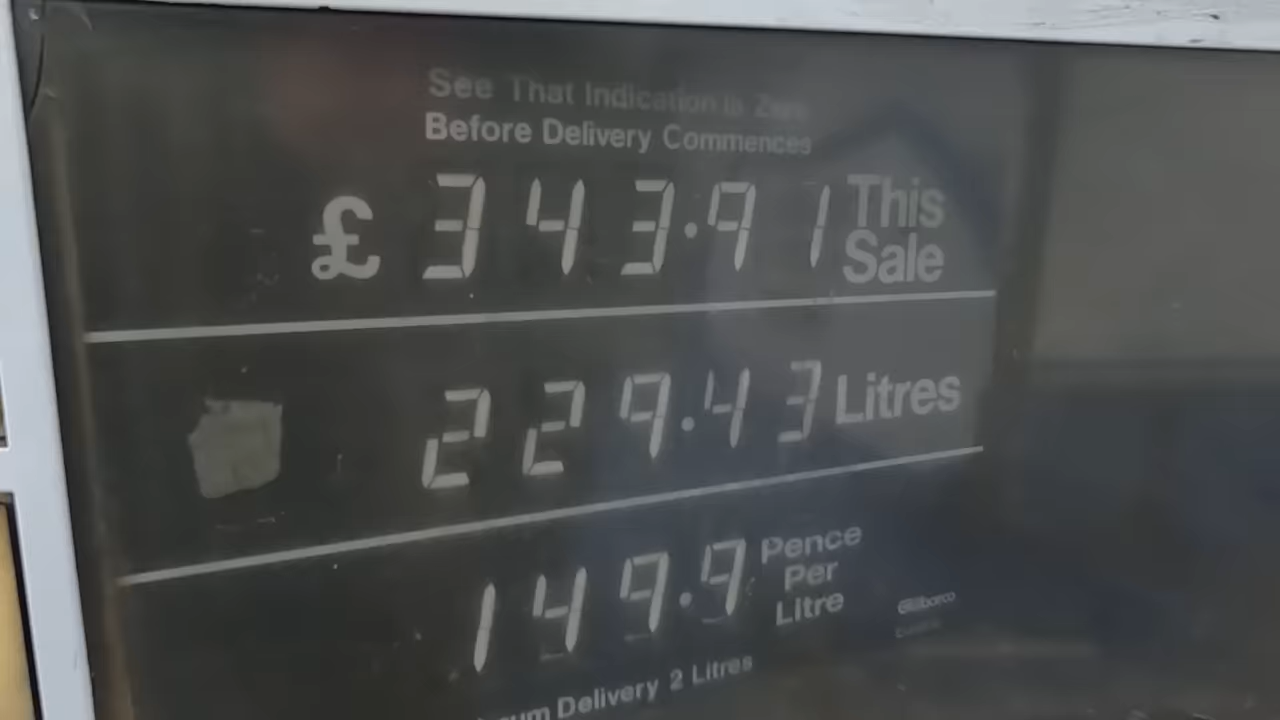 See That Indication is Zero
Before Delivery Commences
£ 343.91 This Sale
229.43 Litres
149.9 Pence Per Litre
Gilbarco
Delivery 2 Litres